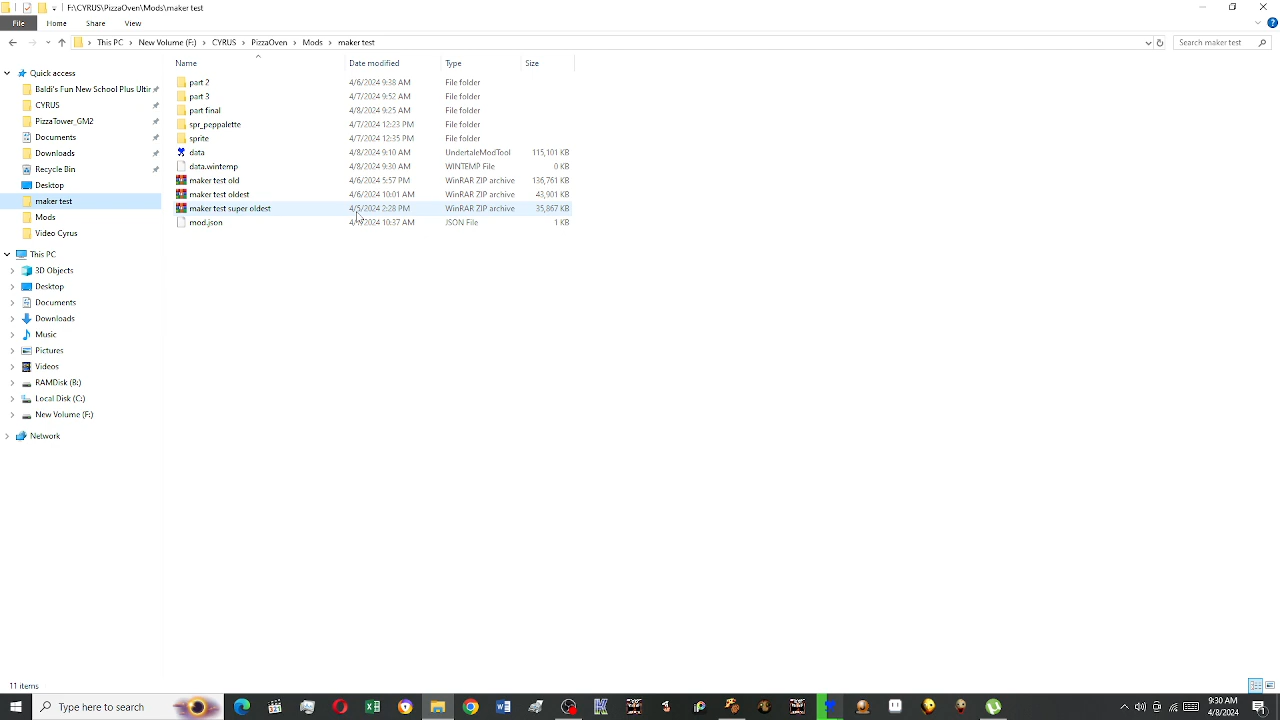 F:\CYRUS\PizzaOven\Mods\maker test
File Home Share View
This PC New Volume (F:) CYRUS PizzaOven Mods maker test Search maker test
Name Date modified Type Size
Quick access
Baldi's Fun New School Plus Ultir
CYRUS
PizzaTower_GM2
Documents
Downloads
Recycle Bin
Desktop
maker test
Mods
Video Cyrus
This PC
3D Objects
Desktop
Documents
Downloads
Music
Pictures
Videos
RAMDisk (B:)
Local Disk (C:)
New Volume (F:)
Network
part 2 4/6/2024 9:38 AM File folder
part 3 4/7/2024 9:52 AM File folder
part final 4/8/2024 9:25 AM File folder
spr_peppalette 4/7/2024 12:23 PM File folder
sprite 4/7/2024 12:35 PM File folder
data 4/8/2024 9:10 AM UndertaleModTool 115,101 KB
data.wintemp 4/8/2024 9:30 AM WINTEMP File 0 KB
maker test old 4/6/2024 5:57 PM WinRAR ZIP archive 136,761 KB
maker test oldest 4/6/2024 10:01 AM WinRAR ZIP archive 43,901 KB
maker test super oldest 4/5/2024 2:28 PM WinRAR ZIP archive 35,867 KB
mod.json 10:37 AM JSON File 1 KB
11 items
Type here to search
9:30 AM
4/8/2024